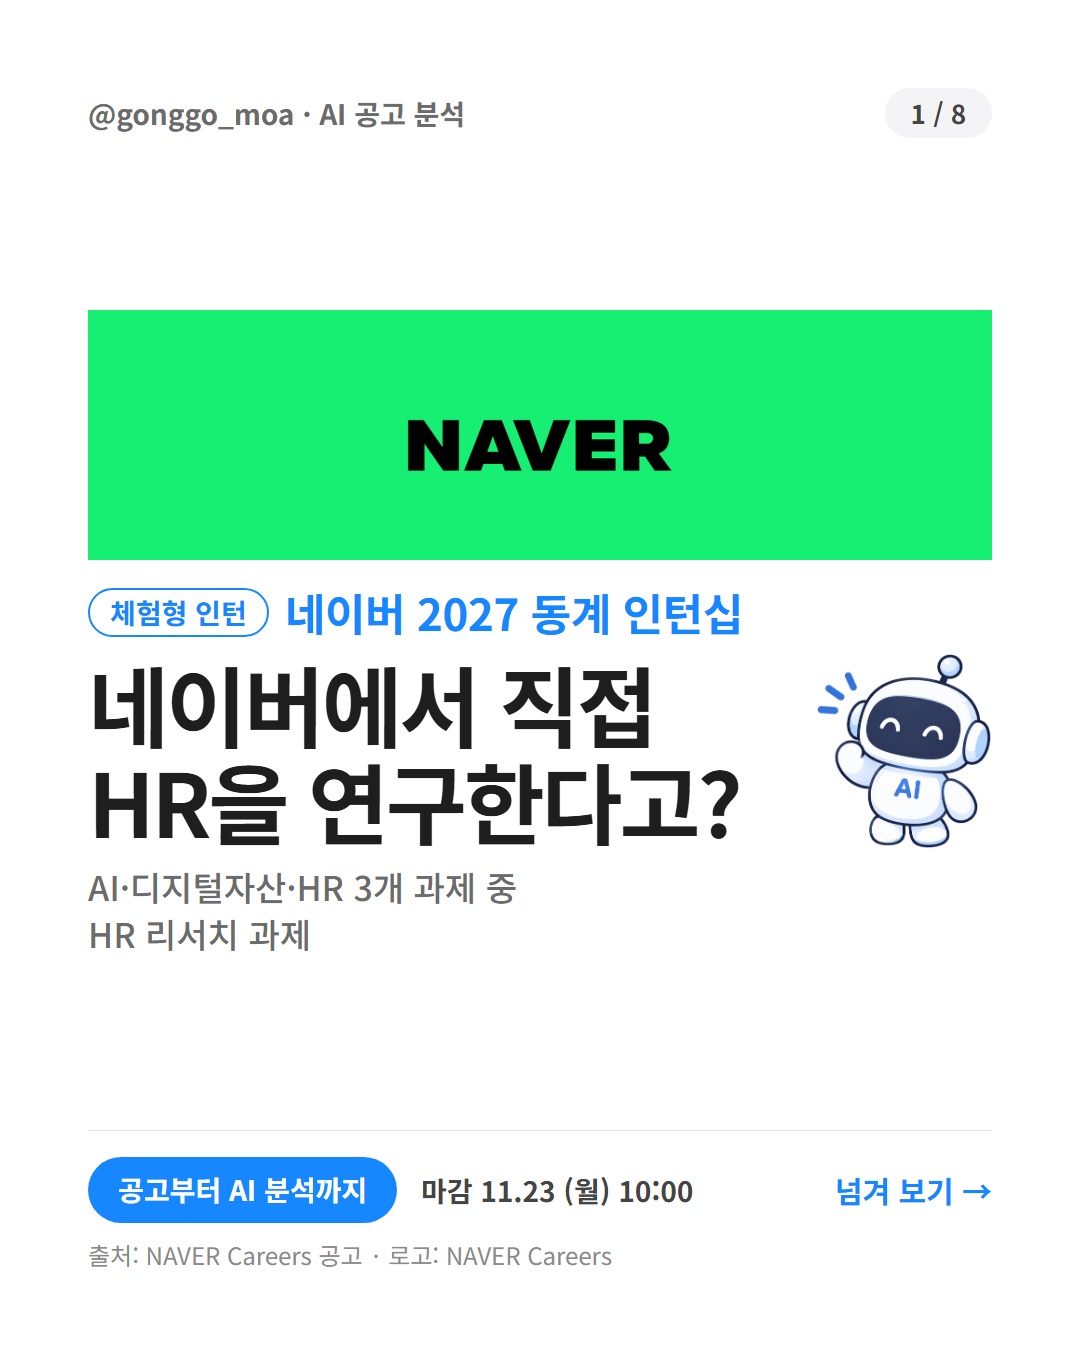 @gonggo_moa · AI 공고 분석
1 / 8
NAVER
체험형 인턴 네이버 2027 동계 인턴십
네이버에서 직접
HR을 연구한다고?
AI
AI·디지털자산·HR 3개 과제 중
HR 리서치 과제
공고부터 AI 분석까지 마감 11.23 (월) 10:00 넘겨 보기 →
출처: NAVER Careers 공고 · 로고: NAVER Careers